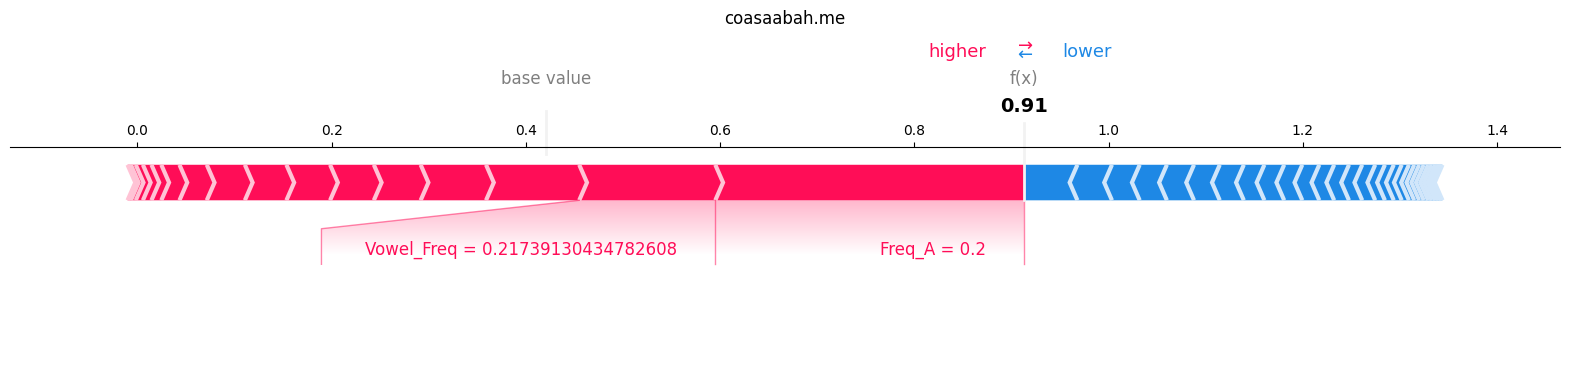 coasaabah.me
higher ⇄ lower
base value f(x)
0.91
0.0 0.2 0.4 0.6 0.8 1.0 1.2 1.4
Vowel_Freq = 0.21739130434782608 Freq_A = 0.2